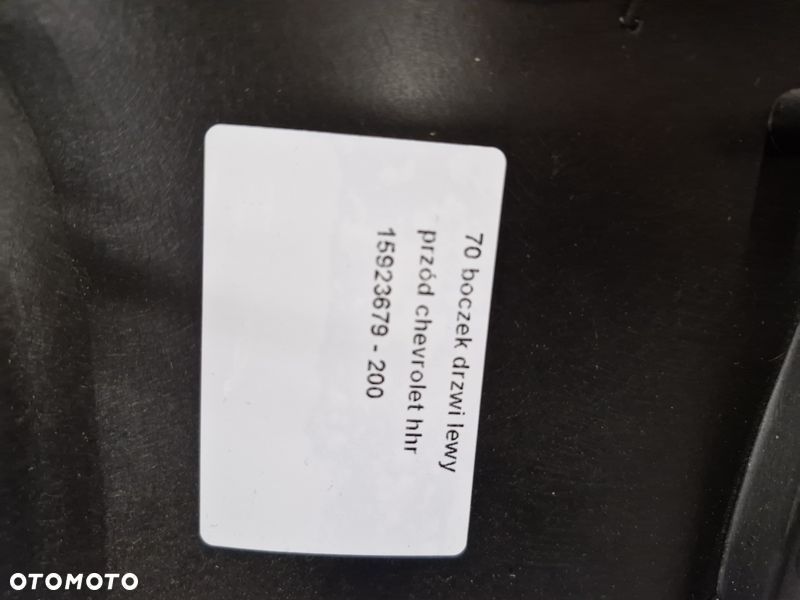 70 boczek drzwi lewy
przód chevrolet hhr
15923679 - 200
OTOMOTO